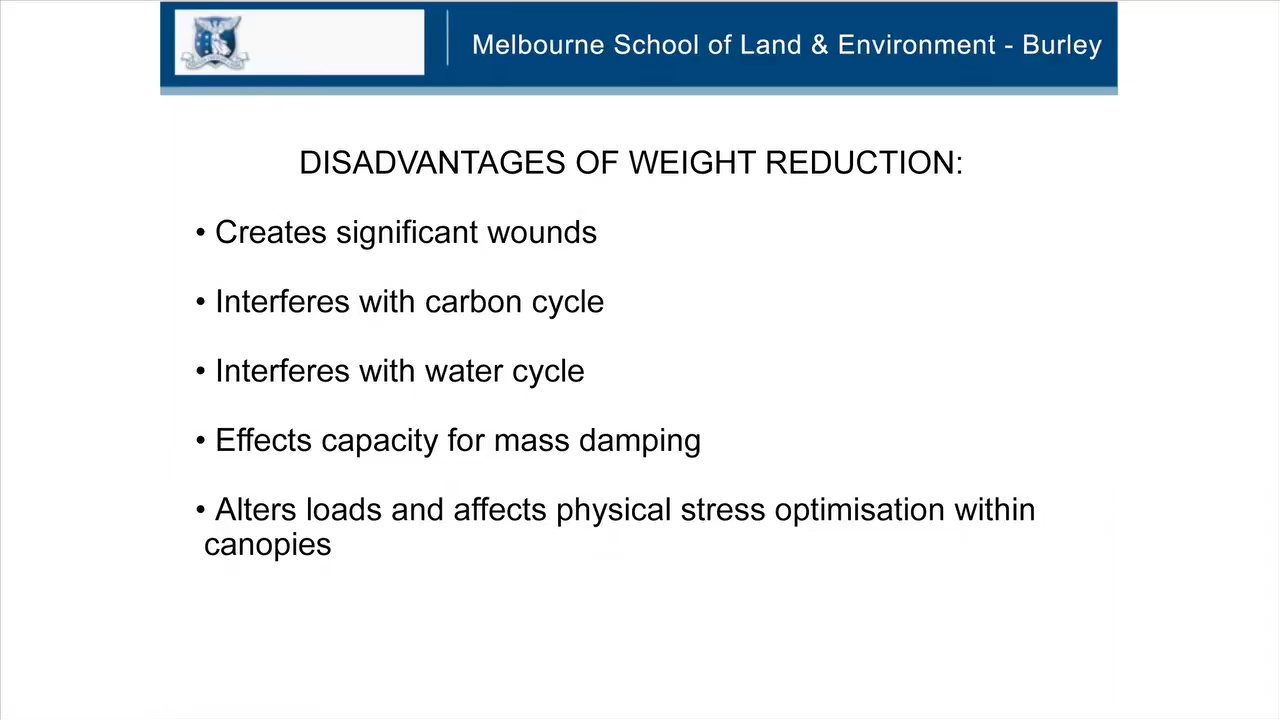 Melbourne School of Land & Environment - Burley
DISADVANTAGES OF WEIGHT REDUCTION:
• Creates significant wounds
• Interferes with carbon cycle
• Interferes with water cycle
• Effects capacity for mass damping
• Alters loads and affects physical stress optimisation within
canopies